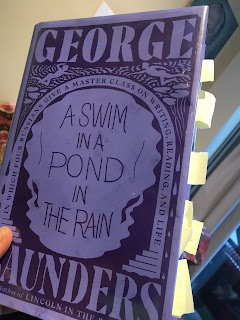 GEORGE
IN WHICH FOUR RUSSIANS GIVE A MASTER CLASS ON WRITING, READING, AND LIFE
A SWIM
IN A
POND
IN
THE RAIN
AUNDERS
author of LINCOLN IN THE